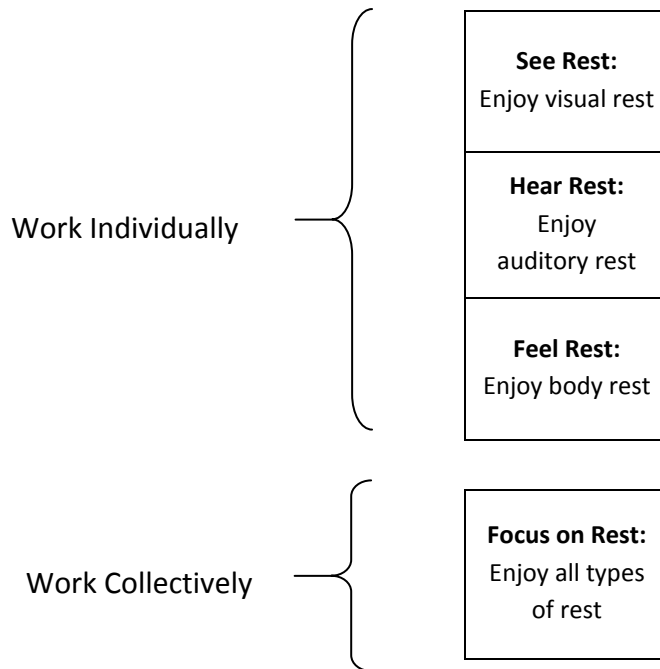 Work Individually
See Rest:
Enjoy visual rest
Hear Rest:
Enjoy
auditory rest
Feel Rest:
Enjoy body rest
Work Collectively
Focus on Rest:
Enjoy all types
of rest